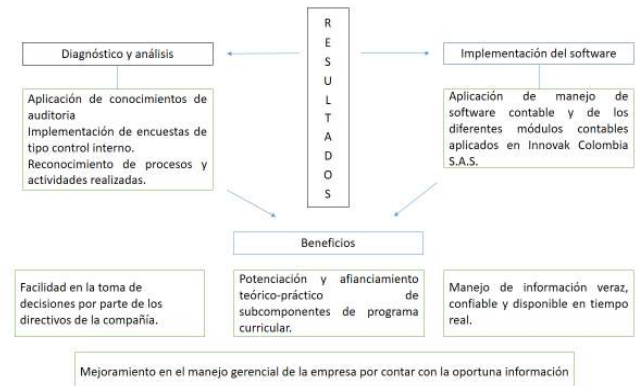 R
E
S
U
L
T
A
D
O
S
Diagnóstico y análisis
Implementación del software
Aplicación de conocimientos de
auditoria
Implementación de encuestas de
tipo control interno.
Reconocimiento de procesos y
actividades realizadas.
Aplicación de manejo de
software contable y de los
diferentes módulos contables
aplicados en Innovak Colombia
S.A.S.
Beneficios
Facilidad en la toma de
decisiones por parte de los
directivos de la compañía.
Potenciación y afianciamiento
teórico-práctico de
subcomponentes de programa
curricular.
Manejo de información veraz,
confiable y disponible en tiempo
real.
Mejoramiento en el manejo gerencial de la empresa por contar con la oportuna información